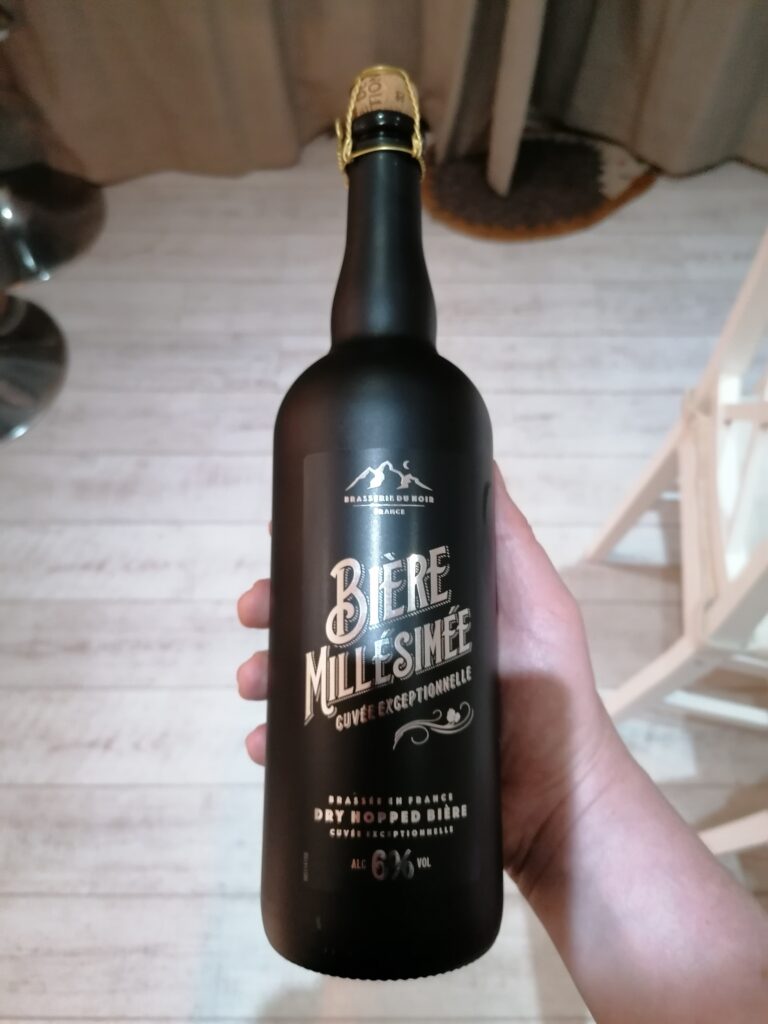 BRASSERIE DU NOIR
FRANCE
BIÈRE
MILLÉSIMÉE
CUVÉE EXCEPTIONNELLE
BRASSÉE EN FRANCE
DRY HOPPED BIÈRE
CUVÉE EXCEPTIONNELLE
ALC 6% VOL